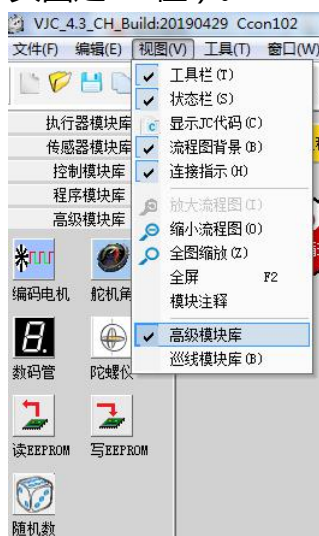 VJC_4.3_CH_Build:20190429 Ccon102
文件(F) 编辑(E) 视图(V) 工具(T) 窗口(W)
工具栏(T)
状态栏(S)
显示JC代码(C)
流程图背景(B)
连接指示(H)
放大流程图(I)
缩小流程图(O)
全图缩放(Z)
全屏 F2
模块注释
高级模块库
巡线模块库(B)
执行器模块库
传感器模块库
控制模块库
程序模块库
高级模块库
编码电机 舵机角
数码管 陀螺仪
读EEPROM 写EEPROM
随机数